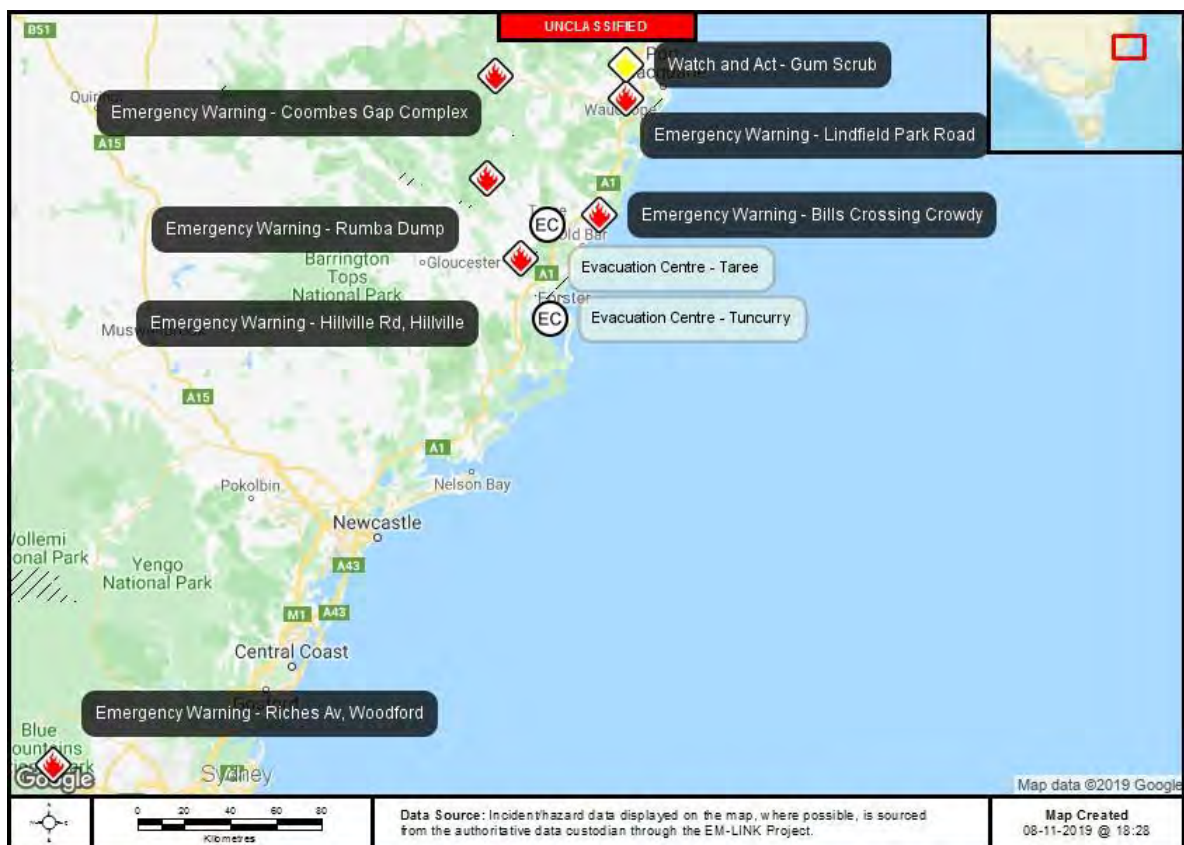 UNCLASSIFIED
B51
Watch and Act - Gum Scrub
Emergency Warning - Coombes Gap Complex
Emergency Warning - Lindfield Park Road
A15
A1
Emergency Warning - Bills Crossing Crowdy
Emergency Warning - Rumba Dump
EC
Old Bar
Barrington
Tops
National Park
Gloucester
A1
Evacuation Centre - Taree
Forster
Emergency Warning - Hillville Rd, Hillville
EC
Evacuation Centre - Tuncurry
A15
A1
Pokolbin
Nelson Bay
Newcastle
Yengo
National Park
A43
M1
A43
Central Coast
Gosford
Emergency Warning - Riches Av, Woodford
Blue
Sydney
Google
Map data ©2019 Google
0 20 40 60 80
Kilometres
Data Source: Incident/hazard data displayed on the map, where possible, is sourced
from the authoritative data custodian through the EM-LINK Project.
Map Created
08-11-2019 @ 18:28